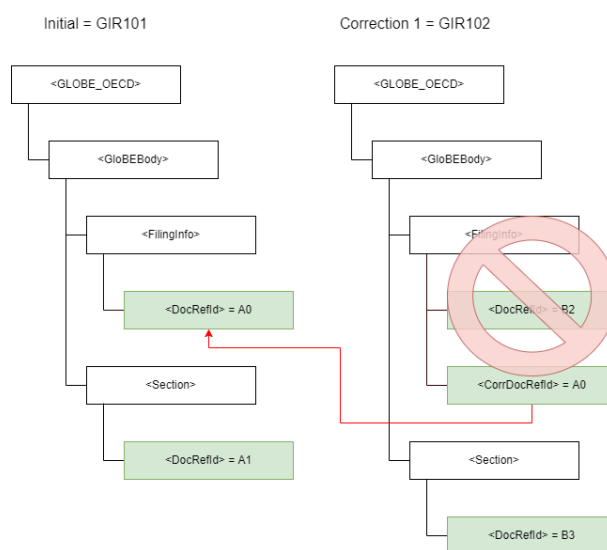 Initial = GIR101
Correction 1 = GIR102
<GLOBE_OECD>
<GLOBE_OECD>
<GloBEBody>
<GloBEBody>
<FilingInfo>
<FilingInfo>
<DocRefId> = A0
<DocRefId> = B2
<Section>
<CorrDocRefId> = A0
<DocRefId> = A1
<Section>
<DocRefId> = B3